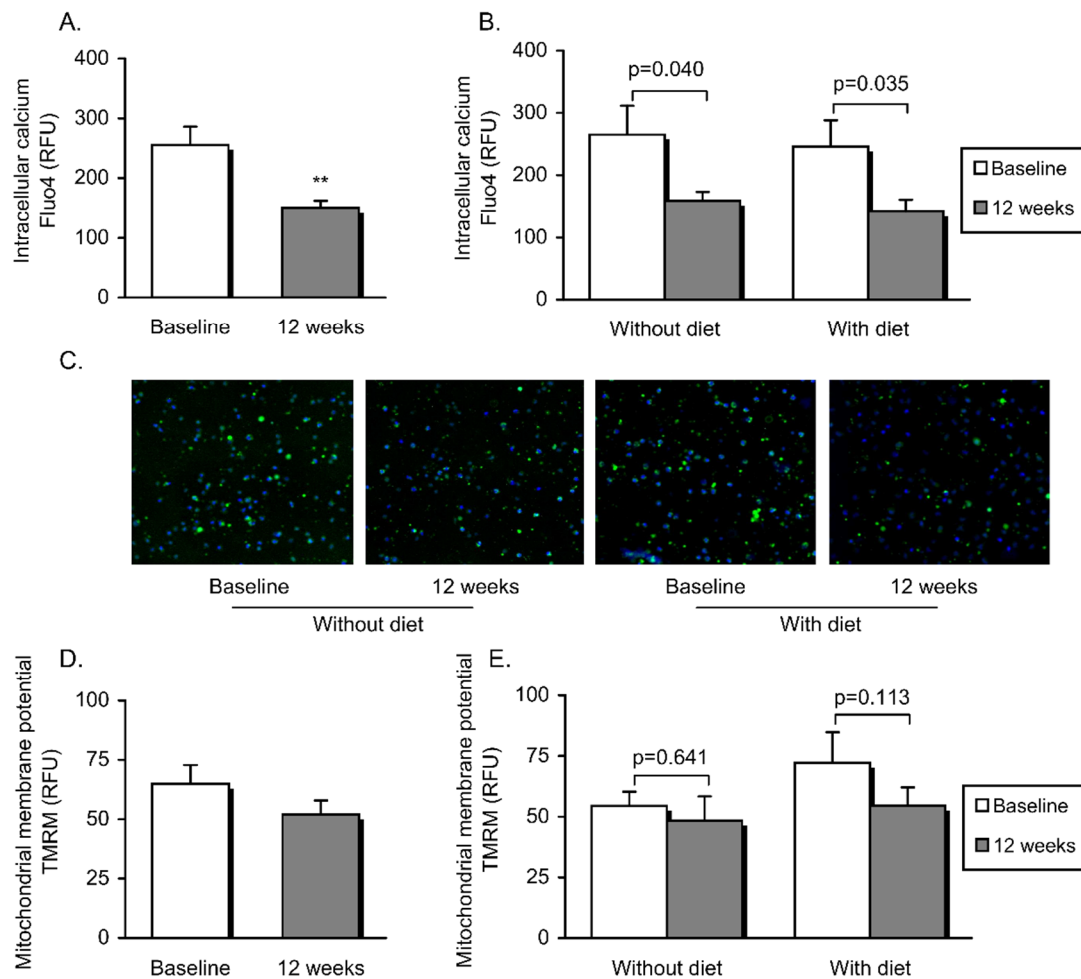 A.
Intracellular calcium
Fluo4 (RFU)
400
300
200
100
0
**
Baseline
12 weeks
B.
Intracellular calcium
Fluo4 (RFU)
400
300
200
100
0
p=0.040
p=0.035
Without diet
With diet
Baseline
12 weeks
C.
Baseline
12 weeks
Baseline
12 weeks
Without diet
With diet
D.
Mitochondrial membrane potential
TMRM (RFU)
100
75
50
25
0
Baseline
12 weeks
E.
Mitochondrial membrane potential
TMRM (RFU)
100
75
50
25
0
p=0.641
p=0.113
Without diet
With diet
Baseline
12 weeks